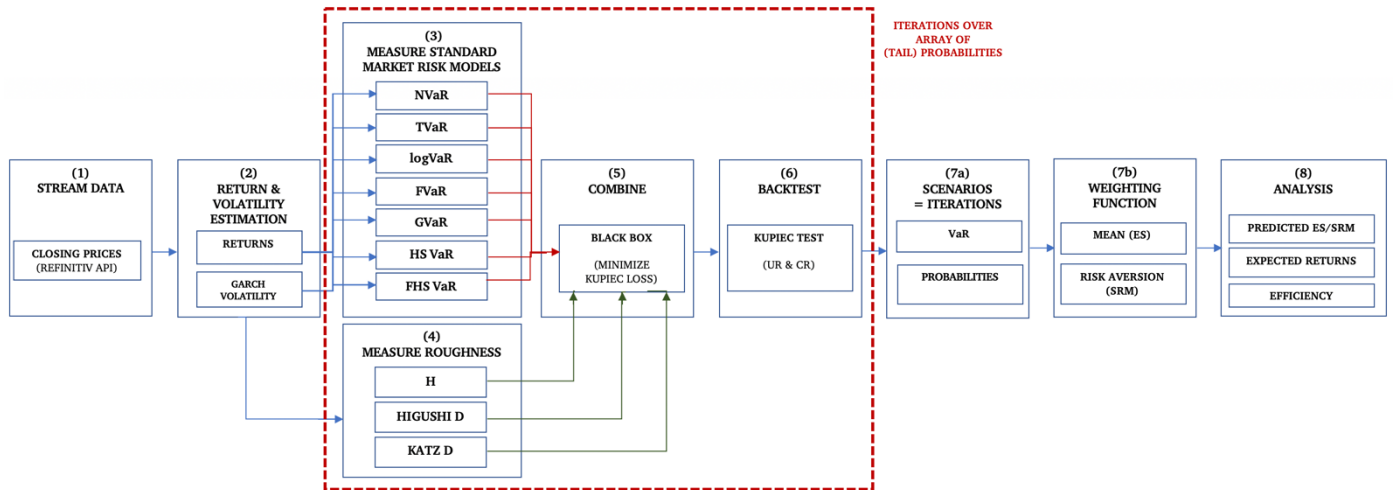 ITERATIONS OVER
ARRAY OF
(TAIL) PROBABILITIES
(1)
STREAM DATA
CLOSING PRICES
(REFINITIV API)
(2)
RETURN &
VOLATILITY
ESTIMATION
RETURNS
GARCH
VOLATILITY
(3)
MEASURE STANDARD
MARKET RISK MODELS
NVaR
TVaR
logVaR
FVaR
GVaR
HS VaR
FHS VaR
(4)
MEASURE ROUGHNESS
H
HIGUSHI D
KATZ D
(5)
COMBINE
BLACK BOX
(MINIMIZE
KUPIEC LOSS)
(6)
BACKTEST
KUPIEC TEST
(UR & CR)
(7a)
SCENARIOS
= ITERATIONS
VaR
PROBABILITIES
(7b)
WEIGHTING
FUNCTION
MEAN (ES)
RISK AVERSION
(SRM)
(8)
ANALYSIS
PREDICTED ES/SRM
EXPECTED RETURNS
EFFICIENCY